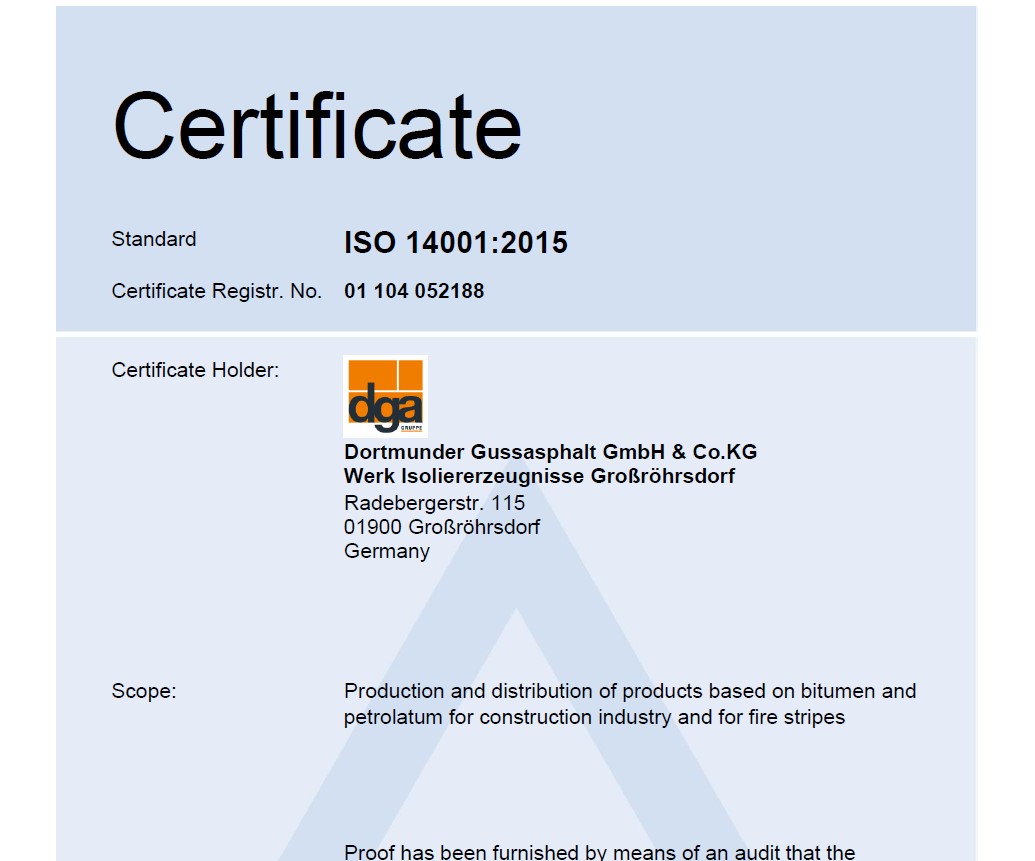 Certificate
Standard
ISO 14001:2015
Certificate Registr. No.
01 104 052188
Certificate Holder:
dga
GRUPPE
Dortmunder Gussasphalt GmbH & Co.KG
Werk Isoliererzeugnisse Großröhrsdorf
Radebergerstr. 115
01900 Großröhrsdorf
Germany
Scope:
Production and distribution of products based on bitumen and
petrolatum for construction industry and for fire stripes
Proof has been furnished by means of an audit that the